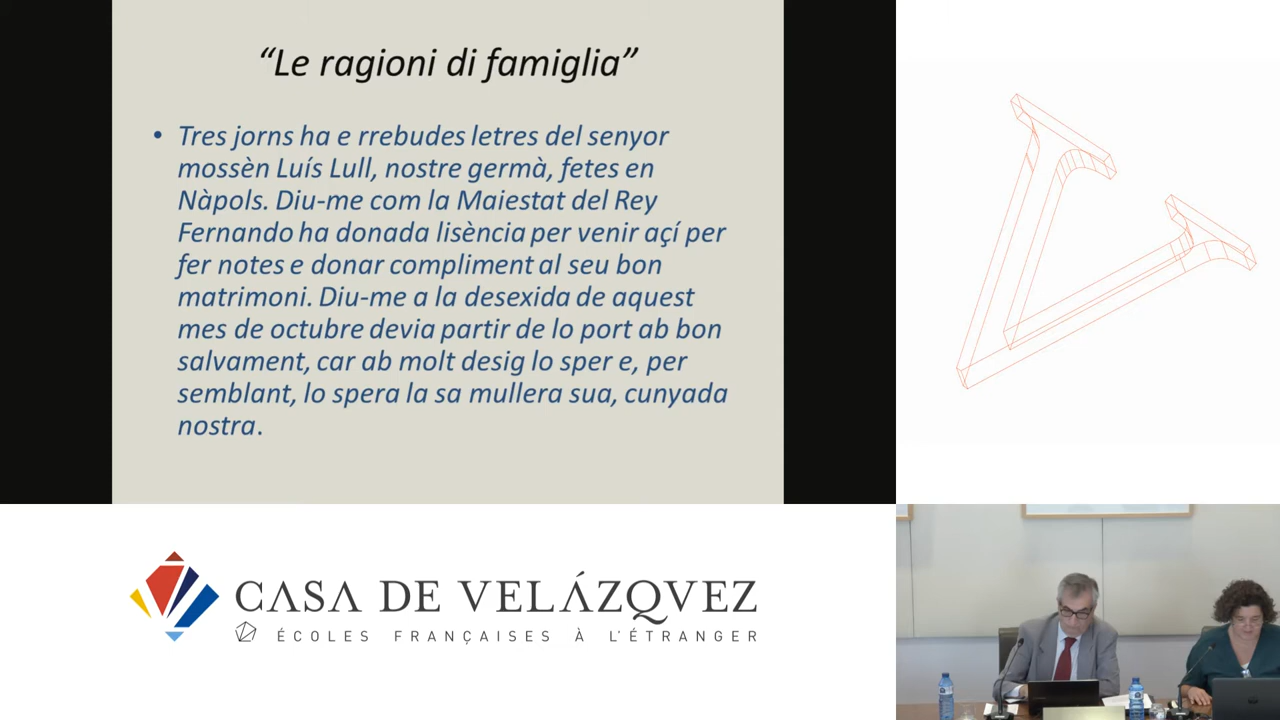 “Le ragioni di famiglia”
• Tres jorns ha e rrebudes letres del senyor
mossèn Luís Lull, nostre germà, fetes en
Nàpols. Diu-me com la Maiestat del Rey
Fernando ha donada lisència per venir açí per
fer notes e donar compliment al seu bon
matrimoni. Diu-me a la desexida de aquest
mes de octubre devia partir de lo port ab bon
salvament, car ab molt desig lo sper e, per
semblant, lo spera la sa mullera sua, cunyada
nostra.
CASA DE VELÁZQVEZ
ÉCOLES FRANÇAISES À L'ÉTRANGER